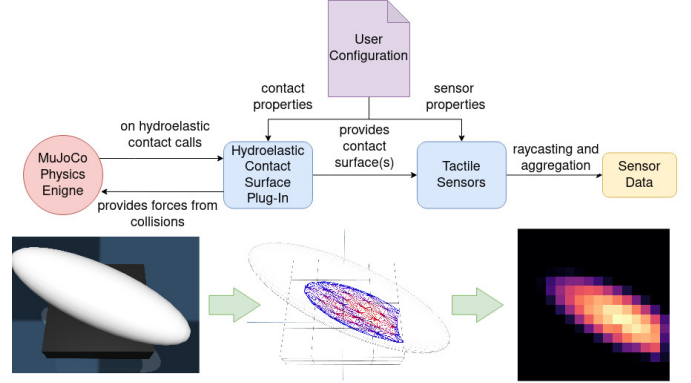 User
Configuration
contact
properties
sensor
properties
on hydroelastic
contact calls
provides
contact
surface(s)
raycasting and
aggregation
MuJoCo
Physics
Enigne
Hydroelastic
Contact
Surface
Plug-In
Tactile
Sensors
Sensor
Data
provides forces from
collisions